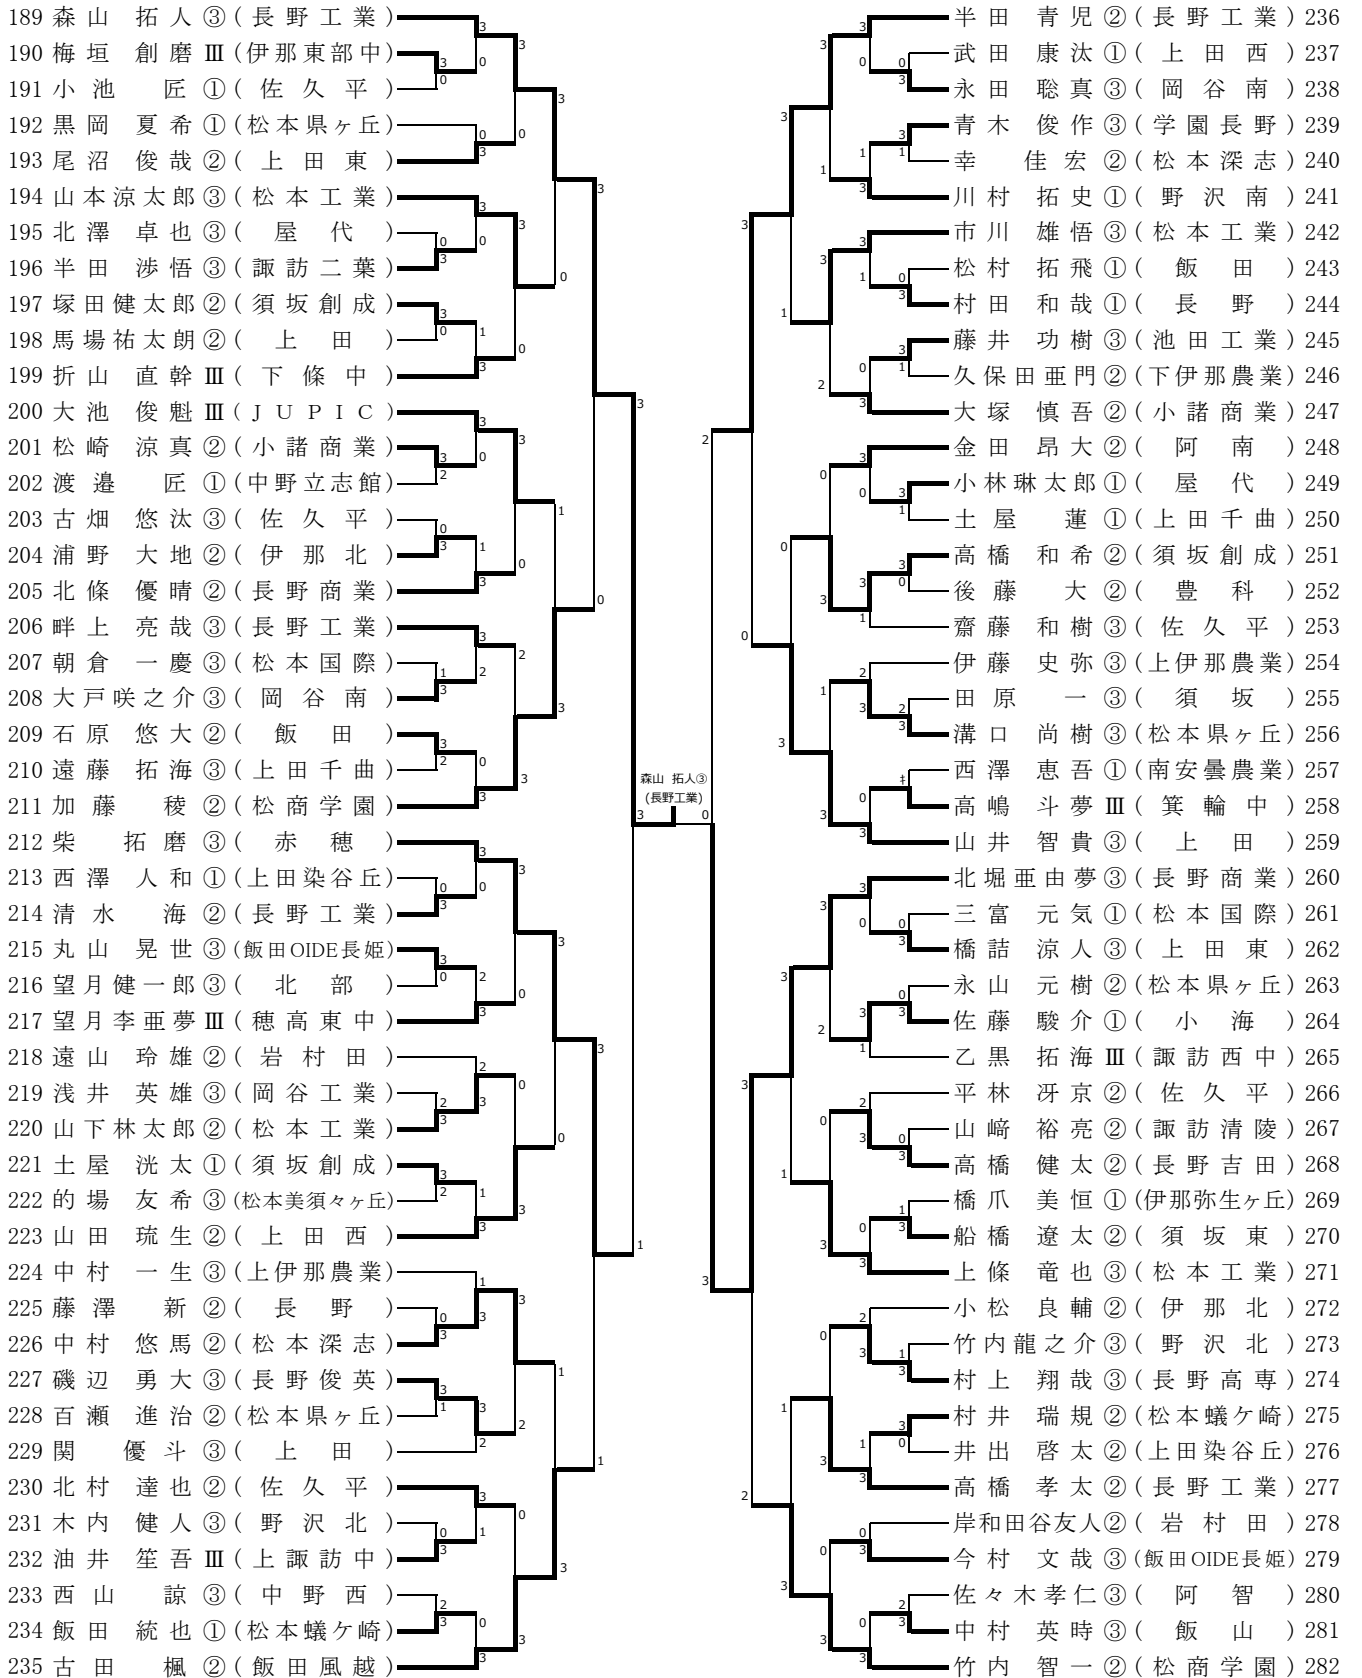 189 森山 拓人 ③ (長野工業)
190 梅垣 創磨 Ⅲ (伊那東部中)
191 小池 匠 ① (佐久平)
192 黒岡 夏希 ① (松本県ヶ丘)
193 尾沼 俊哉 ② (上田東)
194 山本涼太郎 ③ (松本工業)
195 北澤 卓也 ③ (屋代)
196 半田 渉悟 ③ (諏訪二葉)
197 塚田健太郎 ② (須坂創成)
198 馬場祐太朗 ② (上田)
199 折山 直幹 Ⅲ (下條中)
200 大池 俊魁 Ⅲ (JUPIC)
201 松崎 涼真 ② (小諸商業)
202 渡邉 匠 ① (中野立志館)
203 古畑 悠汰 ③ (佐久平)
204 浦野 大地 ② (伊那北)
205 北條 優晴 ② (長野商業)
206 畔上 亮哉 ③ (長野工業)
207 朝倉 一慶 ③ (松本国際)
208 大戸咲之介 ③ (岡谷南)
209 石原 悠大 ② (飯田)
210 遠藤 拓海 ③ (上田千曲)
211 加藤 稜 ② (松商学園)
212 柴 拓磨 ③ (赤穂)
213 西澤 人和 ① (上田染谷丘)
214 清水 海 ② (長野工業)
215 丸山 晃世 ③ (飯田OIDE長姫)
216 望月健一郎 ③ (北部)
217 望月李亜夢 Ⅲ (穂高東中)
218 遠山 玲雄 ② (岩村田)
219 浅井 英雄 ③ (岡谷工業)
220 山下林太郎 ② (松本工業)
221 土屋 洸太 ① (須坂創成)
222 的場 友希 ③ (松本美須々ヶ丘)
223 山田 琉生 ② (上田西)
224 中村 一生 ③ (上伊那農業)
225 藤澤 新 ② (長野)
226 中村 悠馬 ② (松本深志)
227 磯辺 勇大 ③ (長野俊英)
228 百瀬 進治 ② (松本県ヶ丘)
229 関 優斗 ③ (上田)
230 北村 達也 ② (佐久平)
231 木内 健人 ③ (野沢北)
232 油井 笙吾 Ⅲ (上諏訪中)
233 西山 諒 ③ (中野西)
234 飯田 統也 ① (松本蟻ケ崎)
235 古田 楓 ② (飯田風越)
森山 拓人③
(長野工業)
3 0
半田 青児 ② (長野工業) 236
武田 康汰 ① (上田西) 237
永田 聡真 ③ (岡谷南) 238
青木 俊作 ③ (学園長野) 239
幸 佳宏 ② (松本深志) 240
川村 拓史 ① (野沢南) 241
市川 雄悟 ③ (松本工業) 242
松村 拓飛 ① (飯田) 243
村田 和哉 ① (長野) 244
藤井 功樹 ③ (池田工業) 245
久保田亜門 ② (下伊那農業) 246
大塚 慎吾 ② (小諸商業) 247
金田 昂大 ② (阿南) 248
小林琳太郎 ① (屋代) 249
土屋 蓮 ① (上田千曲) 250
高橋 和希 ② (須坂創成) 251
後藤 大 ② (豊科) 252
齋藤 和樹 ③ (佐久平) 253
伊藤 史弥 ③ (上伊那農業) 254
田原 一 ③ (須坂) 255
溝口 尚樹 ③ (松本県ヶ丘) 256
西澤 恵吾 ① (南安曇農業) 257
高嶋 斗夢 Ⅲ (箕輪中) 258
山井 智貴 ③ (上田) 259
北堀亜由夢 ③ (長野商業) 260
三富 元気 ① (松本国際) 261
橋詰 涼人 ③ (上田東) 262
永山 元樹 ② (松本県ヶ丘) 263
佐藤 駿介 ① (小海) 264
乙黒 拓海 Ⅲ (諏訪西中) 265
平林 冴京 ② (佐久平) 266
山﨑 裕亮 ② (諏訪清陵) 267
高橋 健太 ② (長野吉田) 268
橋爪 美恒 ① (伊那弥生ヶ丘) 269
船橋 遼太 ② (須坂東) 270
上條 竜也 ③ (松本工業) 271
小松 良輔 ② (伊那北) 272
竹内龍之介 ③ (野沢北) 273
村上 翔哉 ③ (長野高専) 274
村井 瑞規 ② (松本蟻ケ崎) 275
井出 啓太 ② (上田染谷丘) 276
高橋 孝太 ② (長野工業) 277
岸和田谷友人 ② (岩村田) 278
今村 文哉 ③ (飯田OIDE長姫) 279
佐々木孝仁 ③ (阿智) 280
中村 英時 ③ (飯山) 281
竹内 智一 ② (松商学園) 282